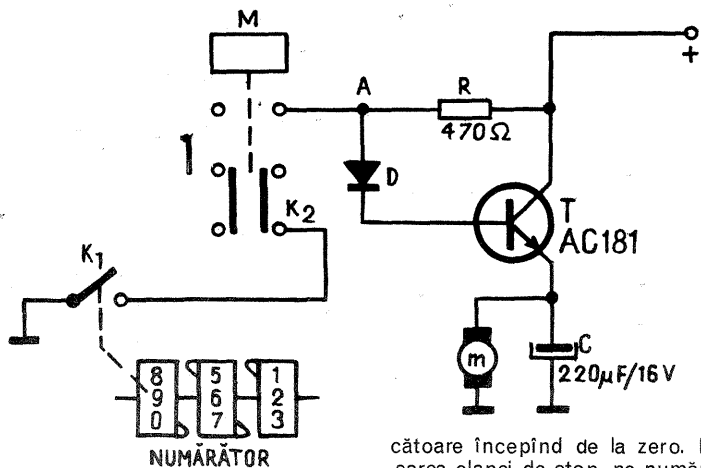 M
A
R
+
470Ω
1
D
K2
T
AC181
K1
m
C
220μF/16V
8 5 1
9 6 2
0 7 3
NUMĂRĂTOR
cătoare începînd de la zero.